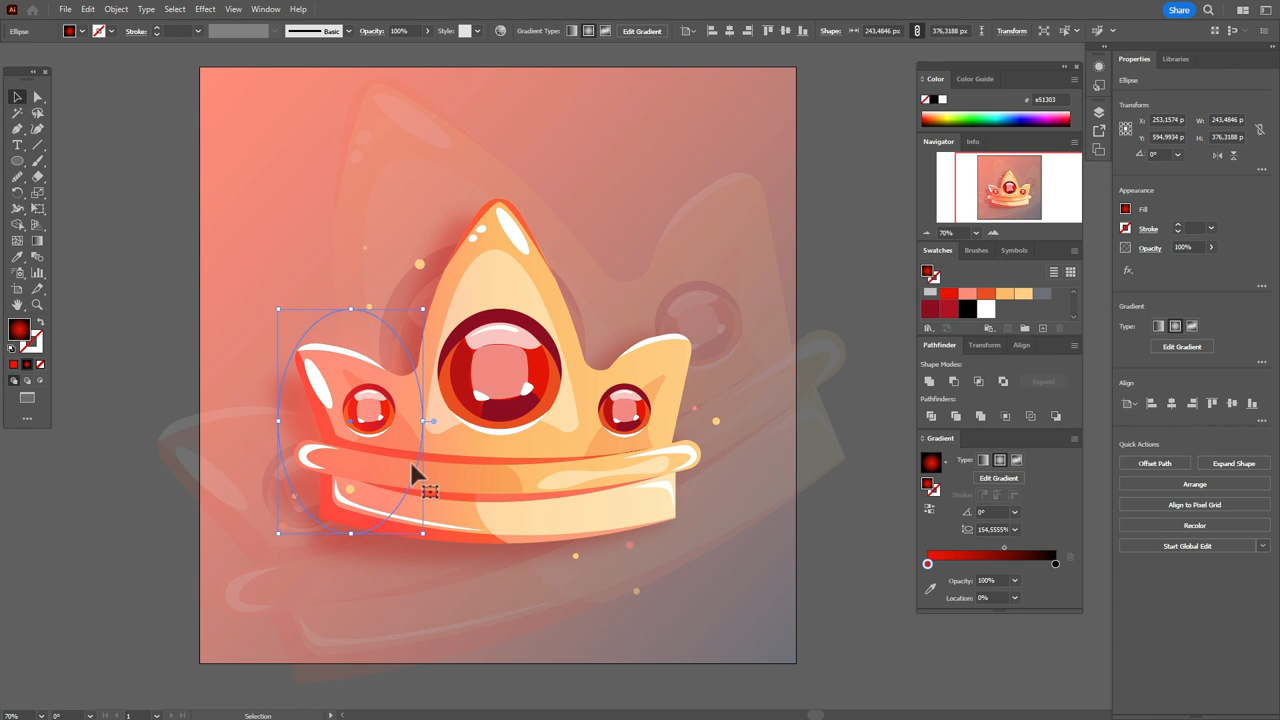 Ai File Edit Object Type Select Effect View Window Help Share
Ellipse Stroke: Basic Opacity: 100% Style: Gradient Type: Edit Gradient Shape: 243,4846 px 376,3188 px Transform
Properties Libraries
Ellipse
Color Color Guide
# e51303
Transform
X: 253,1574 p W: 243,4846 p
Y: 594,9934 p H: 376,3188 p
0°
Navigator Info
70%
Appearance
Fill
Stroke
Opacity 100%
fx.
Swatches Brushes Symbols
Gradient
Type:
Edit Gradient
Pathfinder Transform Align
Shape Modes:
Expand
Pathfinders:
Align
Gradient
Type:
Edit Gradient
Stroke:
0°
154,5555%
Opacity: 100%
Location: 0%
Quick Actions
Offset Path Expand Shape
Arrange
Align to Pixel Grid
Recolor
Start Global Edit
70% 0° 1 Selection